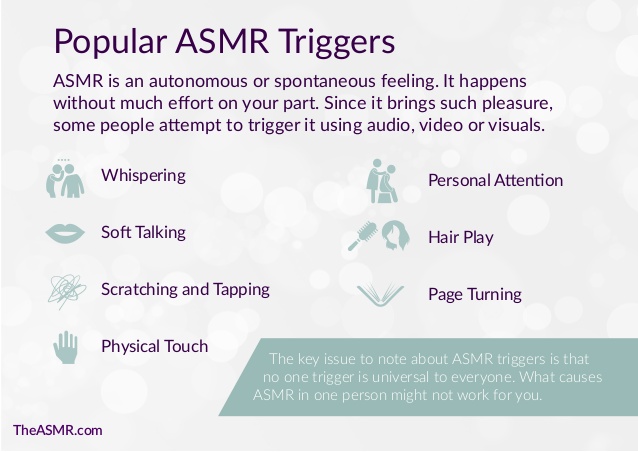 Popular ASMR Triggers
ASMR is an autonomous or spontaneous feeling. It happens
without much effort on your part. Since it brings such pleasure,
some people attempt to trigger it using audio, video or visuals.
Whispering
Soft Talking
Scratching and Tapping
Physical Touch
Personal Attention
Hair Play
Page Turning
The key issue to note about ASMR triggers is that
no one trigger is universal to everyone. What causes
ASMR in one person might not work for you.
TheASMR.com